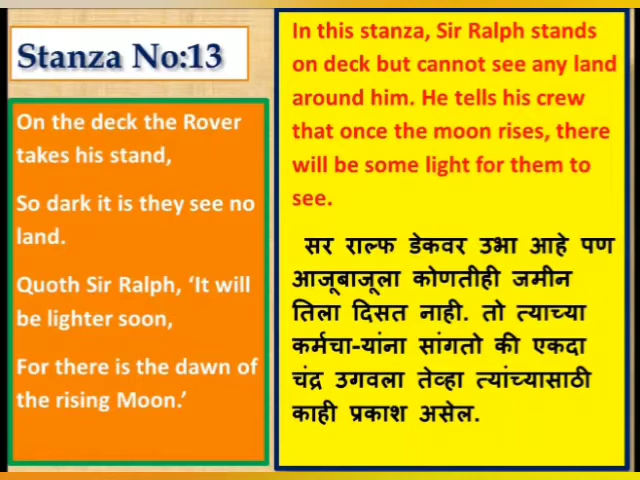 Stanza No:13
On the deck the Rover
takes his stand,
So dark it is they see no
land.
Quoth Sir Ralph, ‘It will
be lighter soon,
For there is the dawn of
the rising Moon.’
In this stanza, Sir Ralph stands
on deck but cannot see any land
around him. He tells his crew
that once the moon rises, there
will be some light for them to
see.
सर राल्फ डेकवर उभा आहे पण
आजूबाजूला कोणतीही जमीन
तिला दिसत नाही. तो त्याच्या
कर्मचा-यांना सांगतो की एकदा
चंद्र उगवला तेव्हा त्यांच्यासाठी
काही प्रकाश असेल.